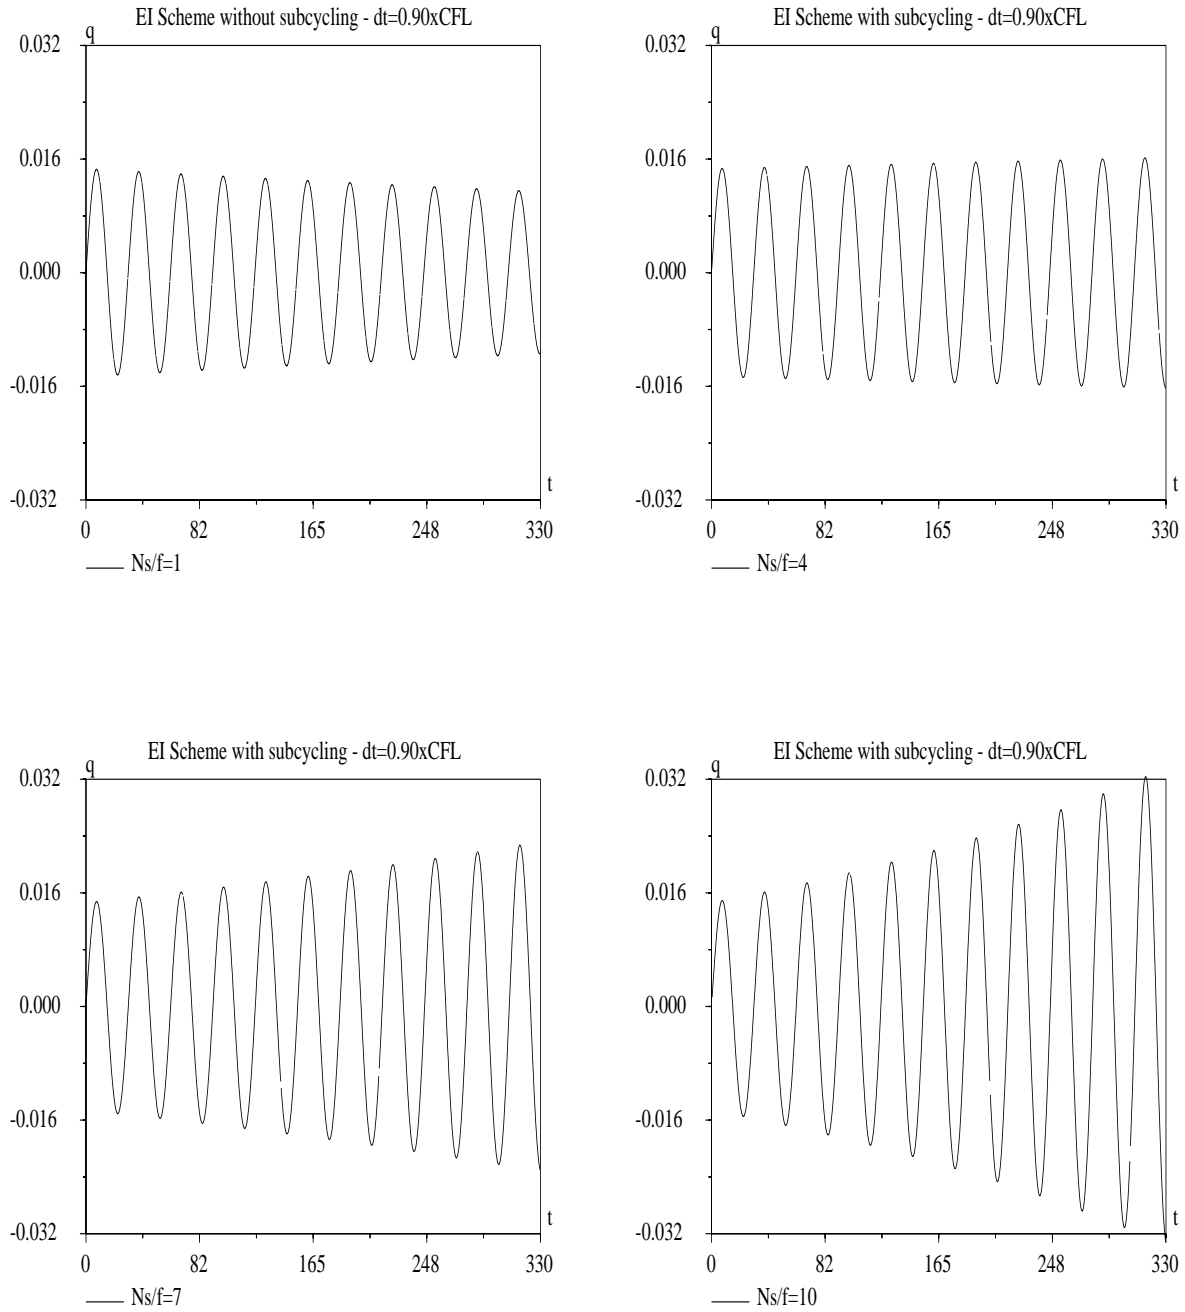 EI Scheme without subcycling - dt=0.90xCFL
q
0.032
0.016
0.000
-0.016
-0.032
t
0 82 165 248 330
Ns/f=1
EI Scheme with subcycling - dt=0.90xCFL
q
0.032
0.016
0.000
-0.016
-0.032
t
0 82 165 248 330
Ns/f=4
EI Scheme with subcycling - dt=0.90xCFL
q
0.032
0.016
0.000
-0.016
-0.032
t
0 82 165 248 330
Ns/f=7
EI Scheme with subcycling - dt=0.90xCFL
q
0.032
0.016
0.000
-0.016
-0.032
t
0 82 165 248 330
Ns/f=10